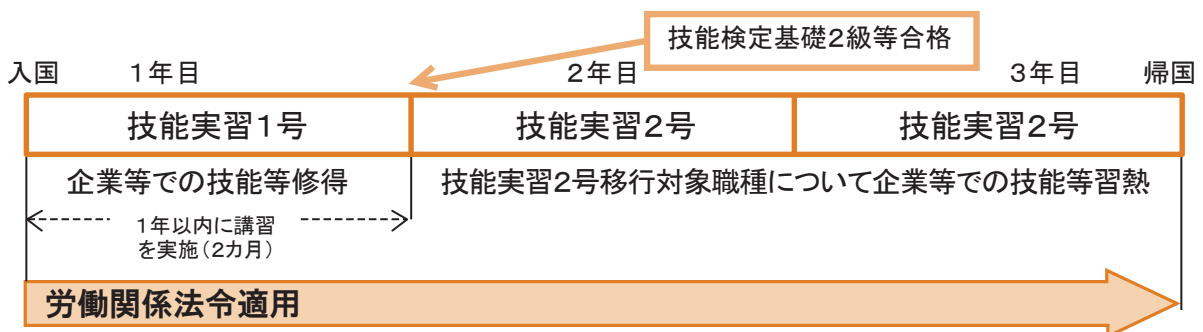 技能検定基礎2級等合格
入国 1年目 2年目 3年目 帰国
技能実習1号 技能実習2号 技能実習2号
企業等での技能等修得 技能実習2号移行対象職種について企業等での技能等習熟
1年以内に講習
を実施(2カ月)
労働関係法令適用